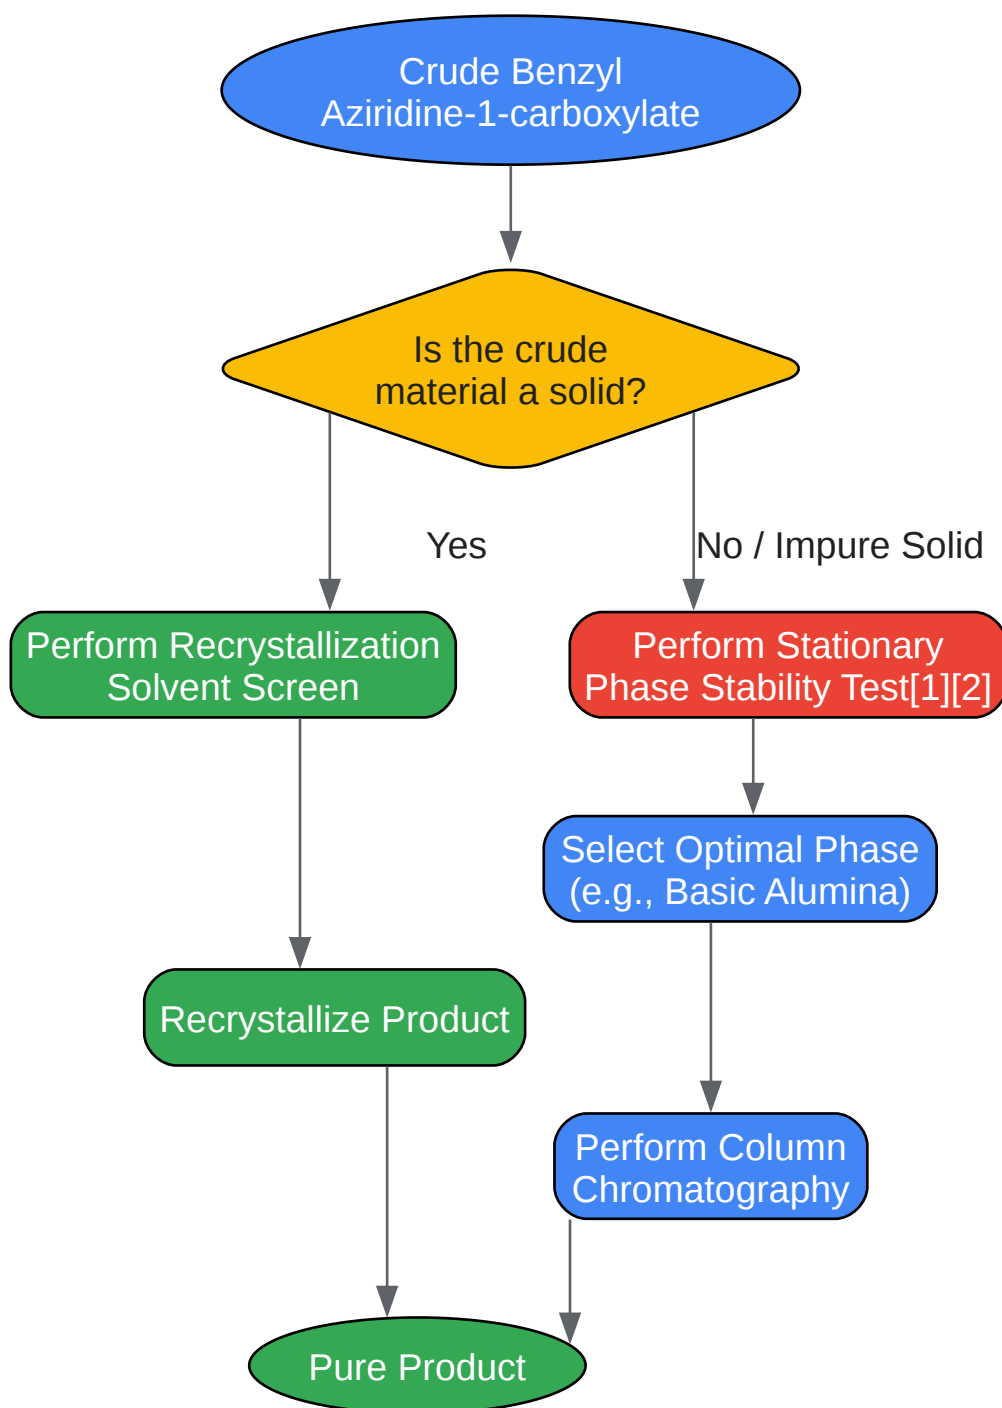 Crude Benzyl
Aziridine-1-carboxylate
Is the crude
material a solid?
Yes
No / Impure Solid
Perform Recrystallization
Solvent Screen
Perform Stationary
Phase Stability Test[1][2]
Select Optimal Phase
(e.g., Basic Alumina)
Recrystallize Product
Perform Column
Chromatography
Pure Product